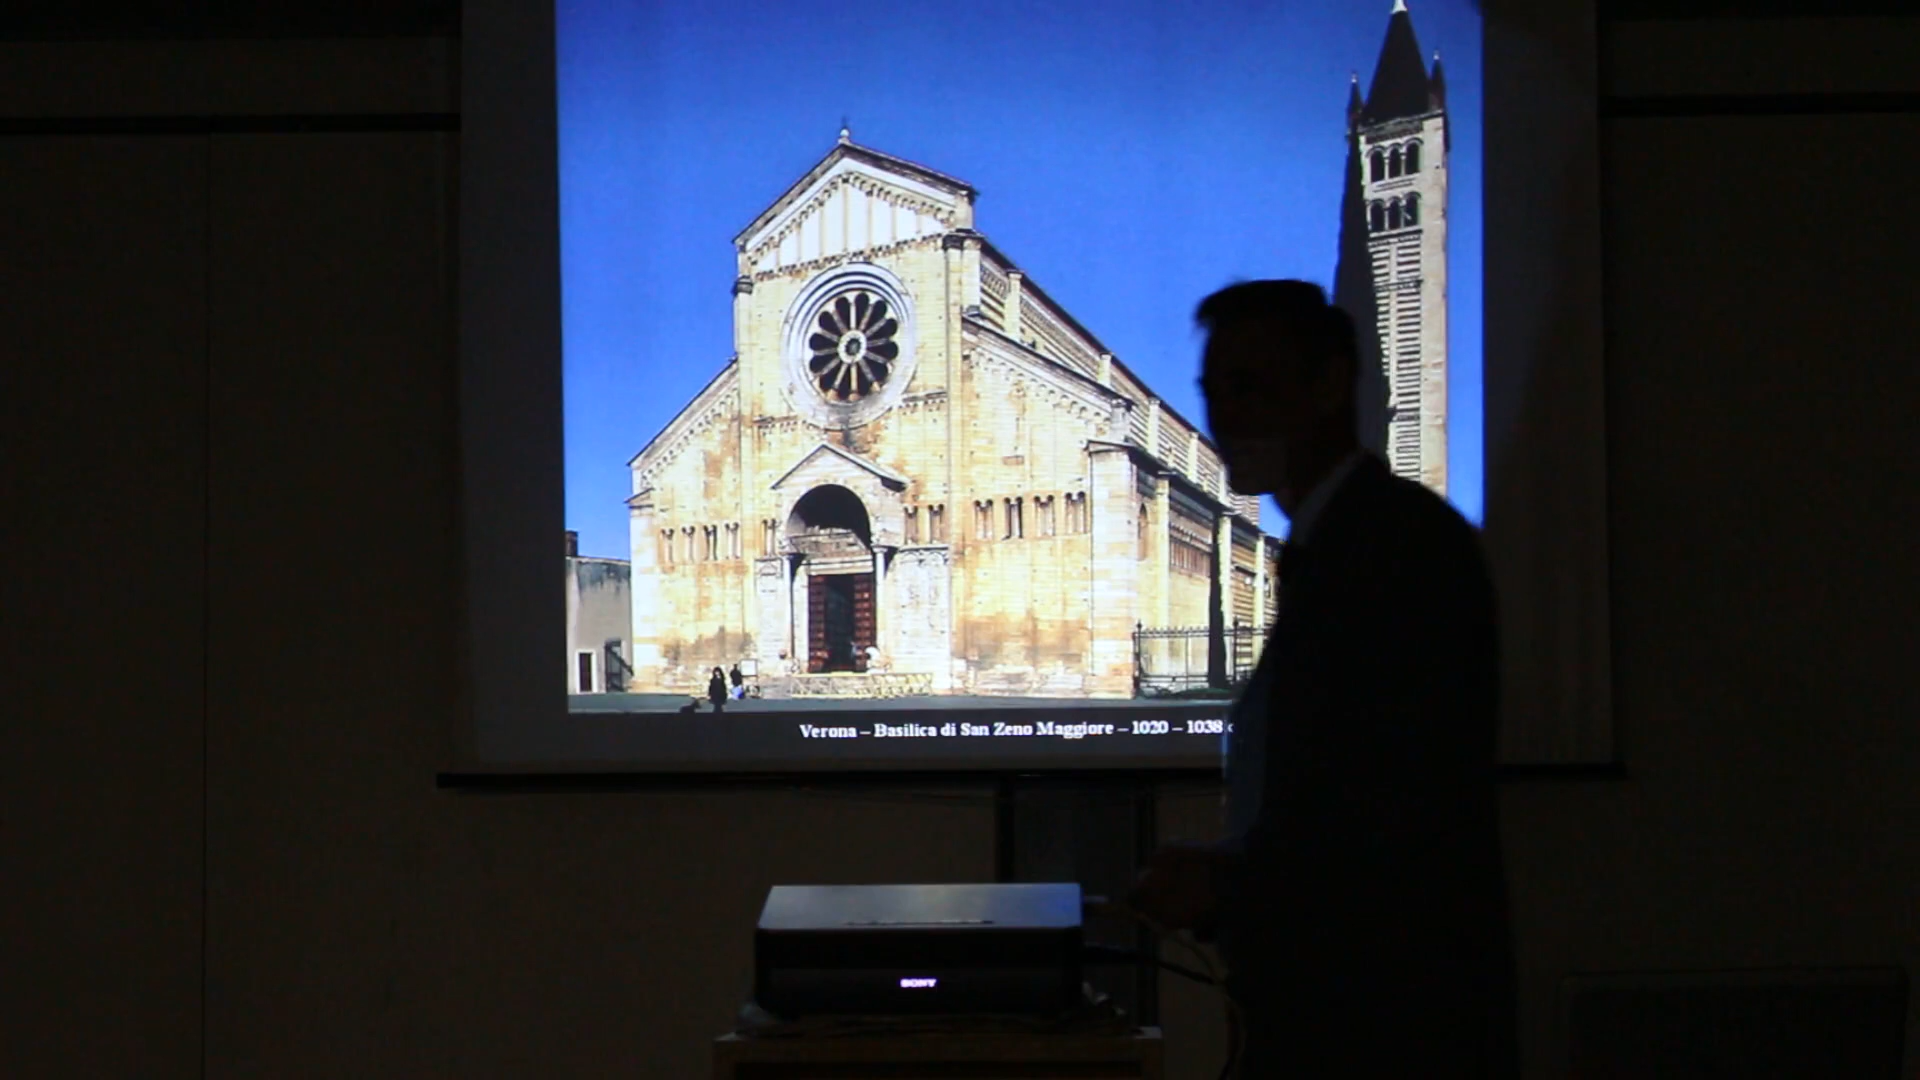 Verona – Basilica di San Zeno Maggiore – 1020 – 1038
SONY